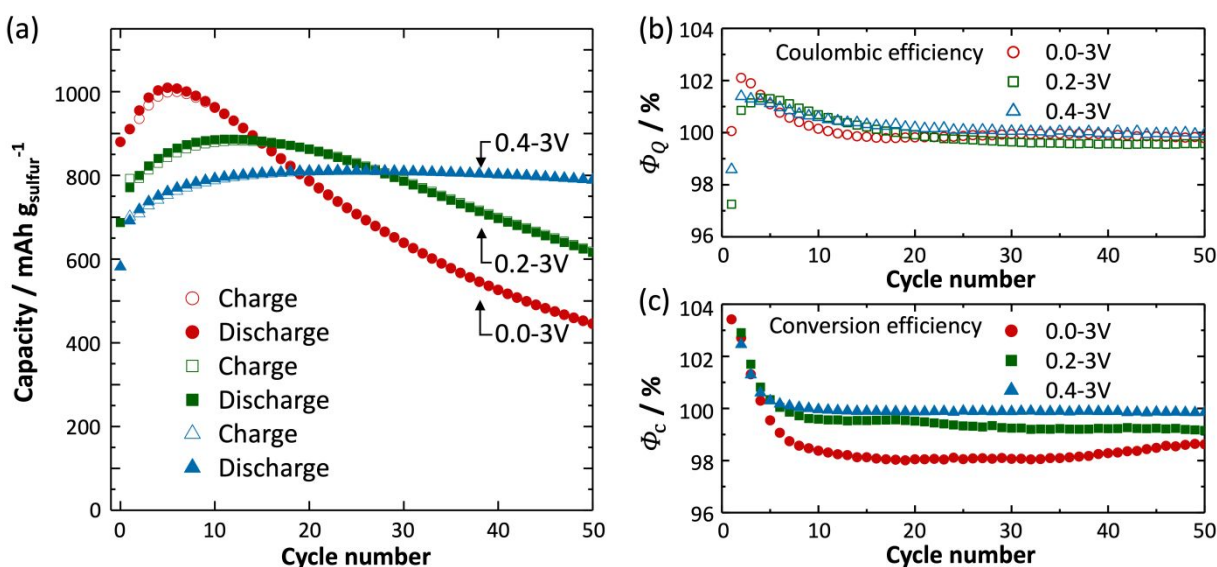 (a)
Capacity / mAh g_sulfur^-1
1000
800
600
400
200
0
0.4-3V
0.2-3V
0.0-3V
Charge
Discharge
Charge
Discharge
Charge
Discharge
0 10 20 30 40 50
Cycle number
(b)
Φ_Q / %
104
102
100
98
96
Coulombic efficiency
0.0-3V
0.2-3V
0.4-3V
0 10 20 30 40 50
Cycle number
(c)
Φ_c / %
104
102
100
98
96
Conversion efficiency
0.0-3V
0.2-3V
0.4-3V
0 10 20 30 40 50
Cycle number